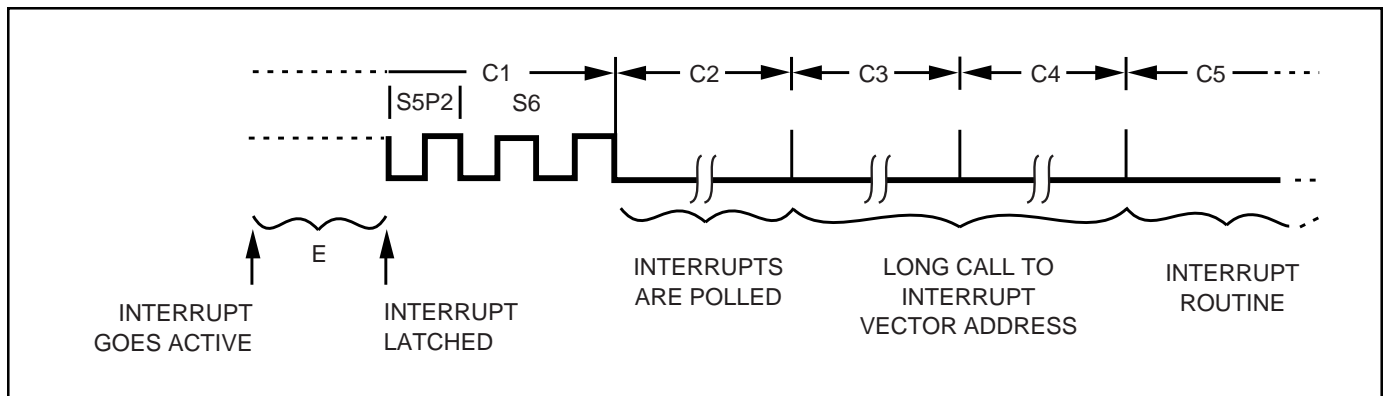 C1
C2
C3
C4
C5
S5P2
S6
E
INTERRUPT
GOES ACTIVE
INTERRUPT
LATCHED
INTERRUPTS
ARE POLLED
LONG CALL TO
INTERRUPT
VECTOR ADDRESS
INTERRUPT
ROUTINE